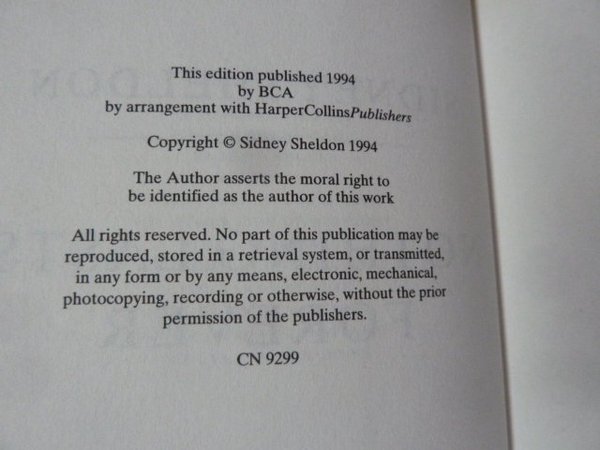 This edition published 1994
by BCA
by arrangement with HarperCollinsPublishers
Copyright © Sidney Sheldon 1994
The Author asserts the moral right to
be identified as the author of this work
All rights reserved. No part of this publication may be
reproduced, stored in a retrieval system, or transmitted,
in any form or by any means, electronic, mechanical,
photocopying, recording or otherwise, without the prior
permission of the publishers.
CN 9299